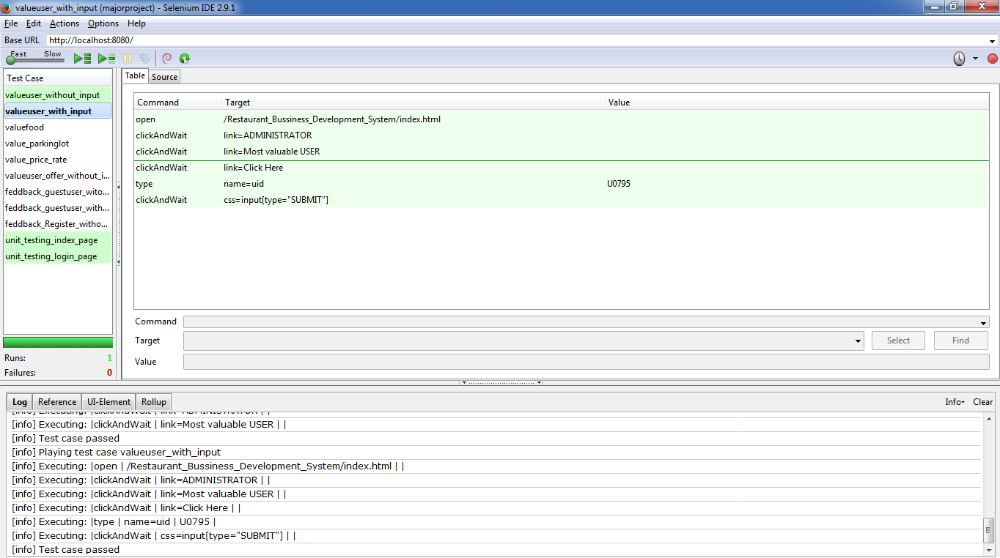 valueuser_with_input (majorproject) - Selenium IDE 2.9.1
File Edit Actions Options Help
Base URL http://localhost:8080/
Fast Slow
Test Case
valueuser_without_input
valueuser_with_input
valuefood
value_parkinglot
value_price_rate
valueuser_offer_without_i...
feddback_guestuser_wito...
feddback_guestuser_with...
feddback_Register_witho...
unit_testing_index_page
unit_testing_login_page
Runs: 1
Failures: 0
Table Source
Command Target Value
open /Restaurant_Bussiness_Development_System/index.html
clickAndWait link=ADMINISTRATOR
clickAndWait link=Most valuable USER
clickAndWait link=Click Here
type name=uid U0795
clickAndWait css=input[type="SUBMIT"]
Command
Target Select Find
Value
Log Reference UI-Element Rollup Info Clear
[info] Executing: |clickAndWait | link=ADMINISTRATOR | |
[info] Executing: |clickAndWait | link=Most valuable USER | |
[info] Test case passed
[info] Playing test case valueuser_with_input
[info] Executing: |open | /Restaurant_Bussiness_Development_System/index.html | |
[info] Executing: |clickAndWait | link=ADMINISTRATOR | |
[info] Executing: |clickAndWait | link=Most valuable USER | |
[info] Executing: |clickAndWait | link=Click Here | |
[info] Executing: |type | name=uid | U0795 |
[info] Executing: |clickAndWait | css=input[type="SUBMIT"] | |
[info] Test case passed